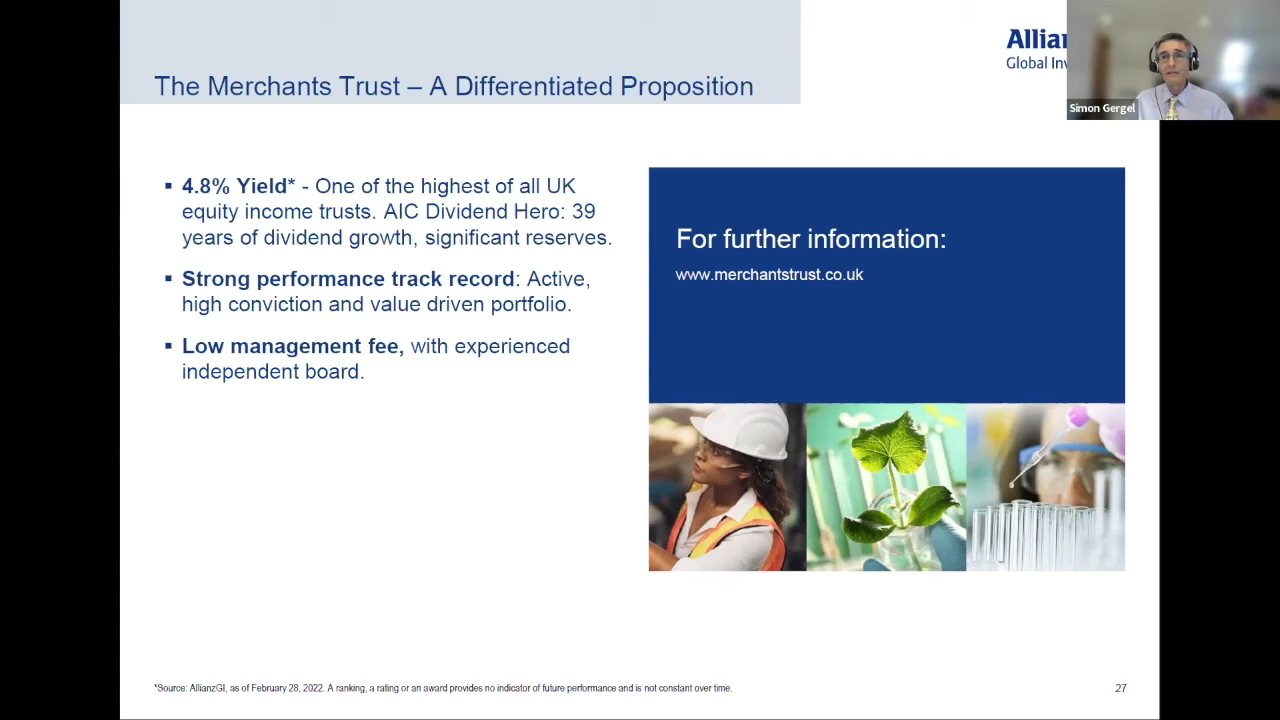 The Merchants Trust – A Differentiated Proposition
Allian
Global Inv
Simon Gergel
▪ 4.8% Yield* - One of the highest of all UK
equity income trusts. AIC Dividend Hero: 39
years of dividend growth, significant reserves.
▪ Strong performance track record: Active,
high conviction and value driven portfolio.
▪ Low management fee, with experienced
independent board.
For further information:
www.merchantstrust.co.uk
*Source: AllianzGI, as of February 28, 2022. A ranking, a rating or an award provides no indicator of future performance and is not constant over time.
27